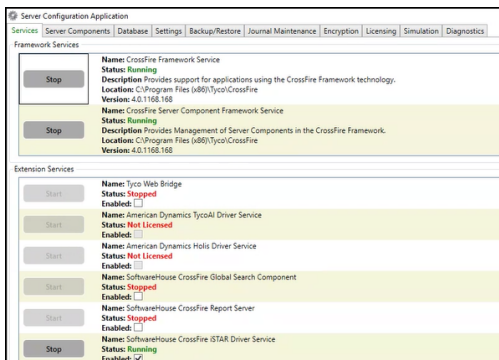 Server Configuration Application
Services Server Components Database Settings Backup/Restore Journal Maintenance Encryption Licensing Simulation Diagnostics
Framework Services
Stop
Name: CrossFire Framework Service
Status: Running
Description Provides support for applications using the CrossFire Framework technology.
Location: C:\Program Files (x86)\Tyco\CrossFire
Version: 4.0.1168.168
Stop
Name: CrossFire Server Component Framework Service
Status: Running
Description Provides Management of Server Components in the CrossFire Framework.
Location: C:\Program Files (x86)\Tyco\CrossFire
Version: 4.0.1168.168
Extension Services
Start
Name: Tyco Web Bridge
Status: Stopped
Enabled:
Start
Name: American Dynamics TycoAI Driver Service
Status: Not Licensed
Enabled:
Start
Name: American Dynamics Holis Driver Service
Status: Not Licensed
Enabled:
Start
Name: SoftwareHouse CrossFire Global Search Component
Status: Stopped
Enabled:
Start
Name: SoftwareHouse CrossFire Report Server
Status: Stopped
Enabled:
Stop
Name: SoftwareHouse CrossFire iSTAR Driver Service
Status: Running
Enabled: